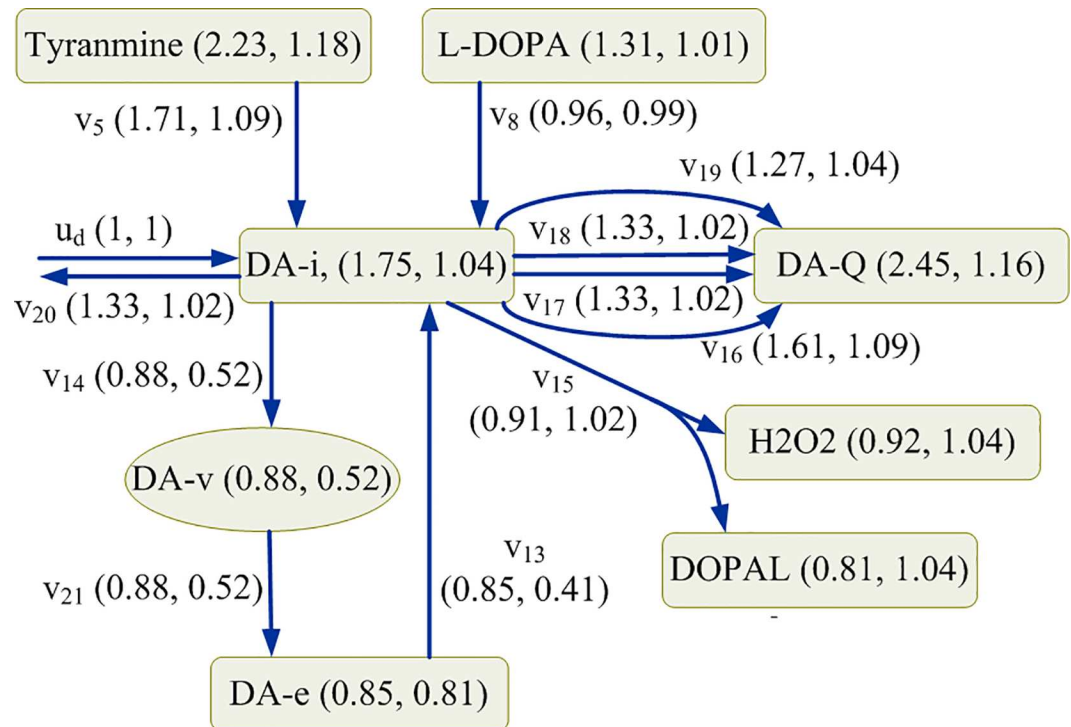 Tyranmine (2.23, 1.18)
L-DOPA (1.31, 1.01)
v₅ (1.71, 1.09)
v₈ (0.96, 0.99)
v₁₉ (1.27, 1.04)
u_d (1, 1)
v₁₈ (1.33, 1.02)
DA-i, (1.75, 1.04)
DA-Q (2.45, 1.16)
v₂₀ (1.33, 1.02)
v₁₇ (1.33, 1.02)
v₁₆ (1.61, 1.09)
v₁₄ (0.88, 0.52)
v₁₅
(0.91, 1.02)
H2O2 (0.92, 1.04)
DA-v (0.88, 0.52)
v₁₃
(0.85, 0.41)
DOPAL (0.81, 1.04)
v₂₁ (0.88, 0.52)
-
DA-e (0.85, 0.81)